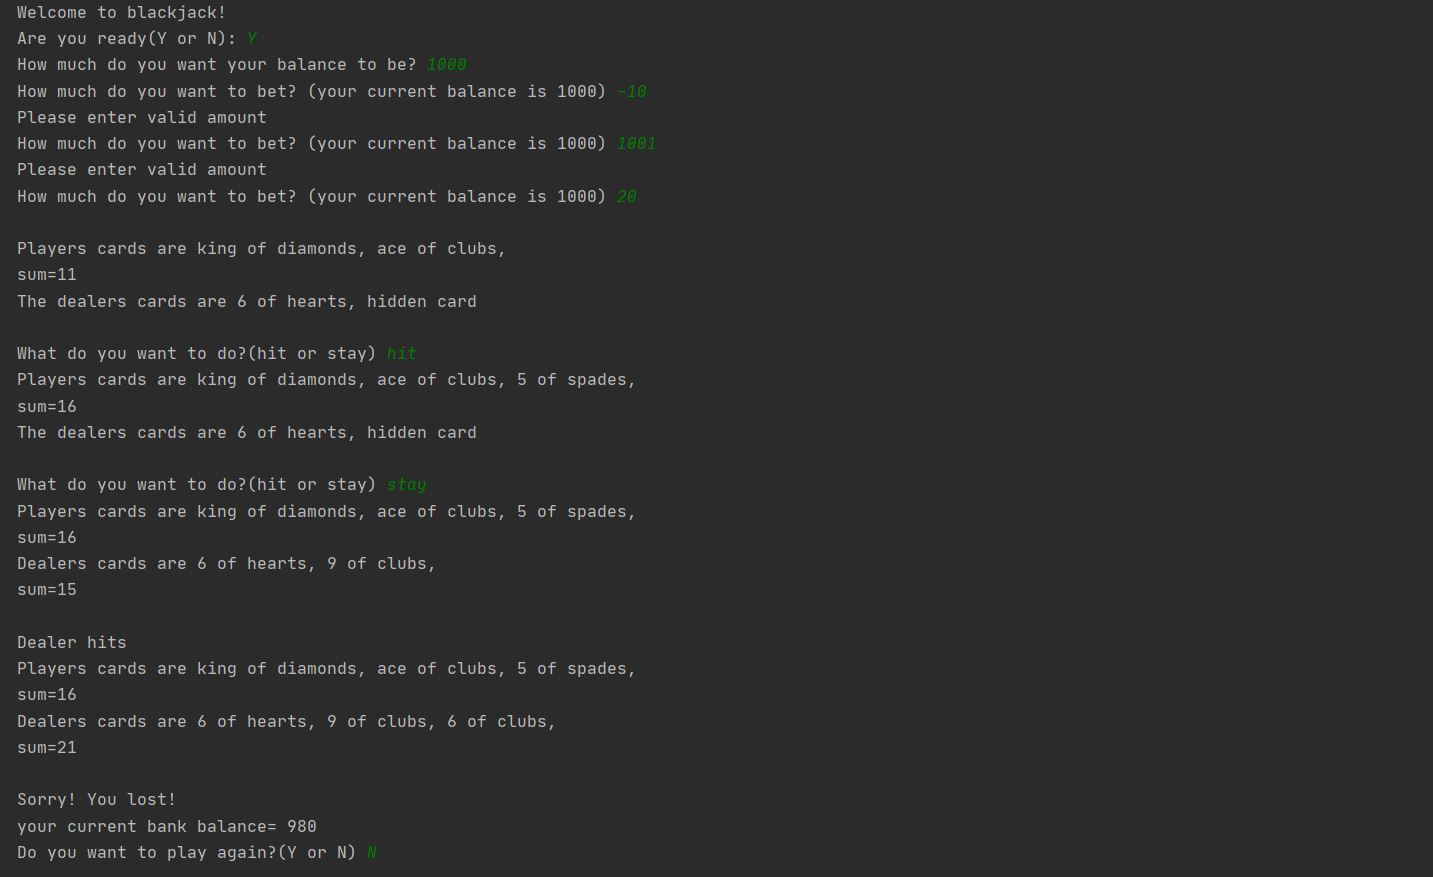 Welcome to blackjack!
Are you ready(Y or N): Y
How much do you want your balance to be? 1000
How much do you want to bet? (your current balance is 1000) -10
Please enter valid amount
How much do you want to bet? (your current balance is 1000) 1001
Please enter valid amount
How much do you want to bet? (your current balance is 1000) 20
Players cards are king of diamonds, ace of clubs,
sum=11
The dealers cards are 6 of hearts, hidden card
What do you want to do?(hit or stay) hit
Players cards are king of diamonds, ace of clubs, 5 of spades,
sum=16
The dealers cards are 6 of hearts, hidden card
What do you want to do?(hit or stay) stay
Players cards are king of diamonds, ace of clubs, 5 of spades,
sum=16
Dealers cards are 6 of hearts, 9 of clubs,
sum=15
Dealer hits
Players cards are king of diamonds, ace of clubs, 5 of spades,
sum=16
Dealers cards are 6 of hearts, 9 of clubs, 6 of clubs,
sum=21
Sorry! You lost!
your current bank balance= 980
Do you want to play again?(Y or N) N